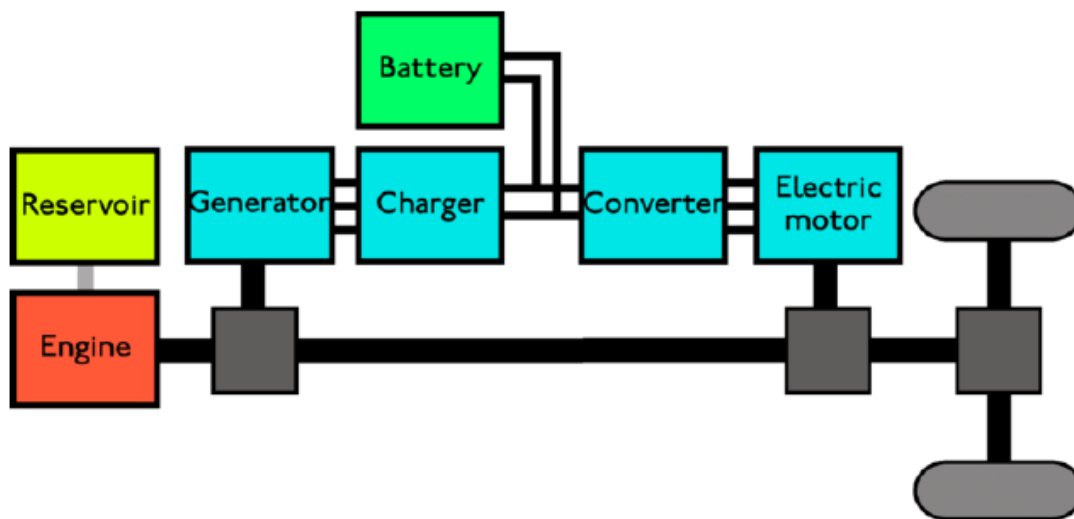 Battery
Reservoir
Generator
Charger
Converter
Electric
motor
Engine